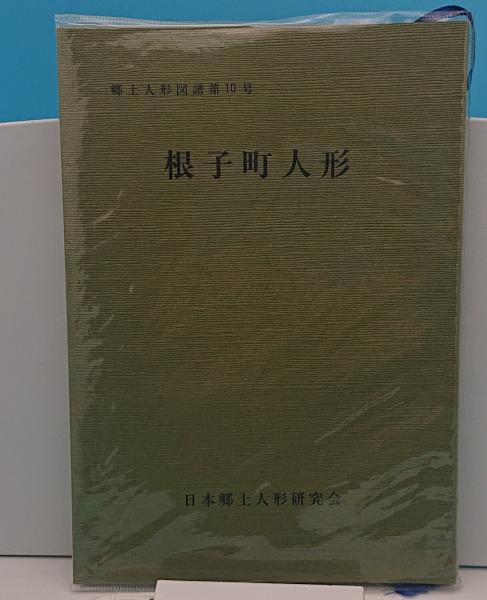 郷土人形図譜第10号
根子町人形
日本郷土人形研究会